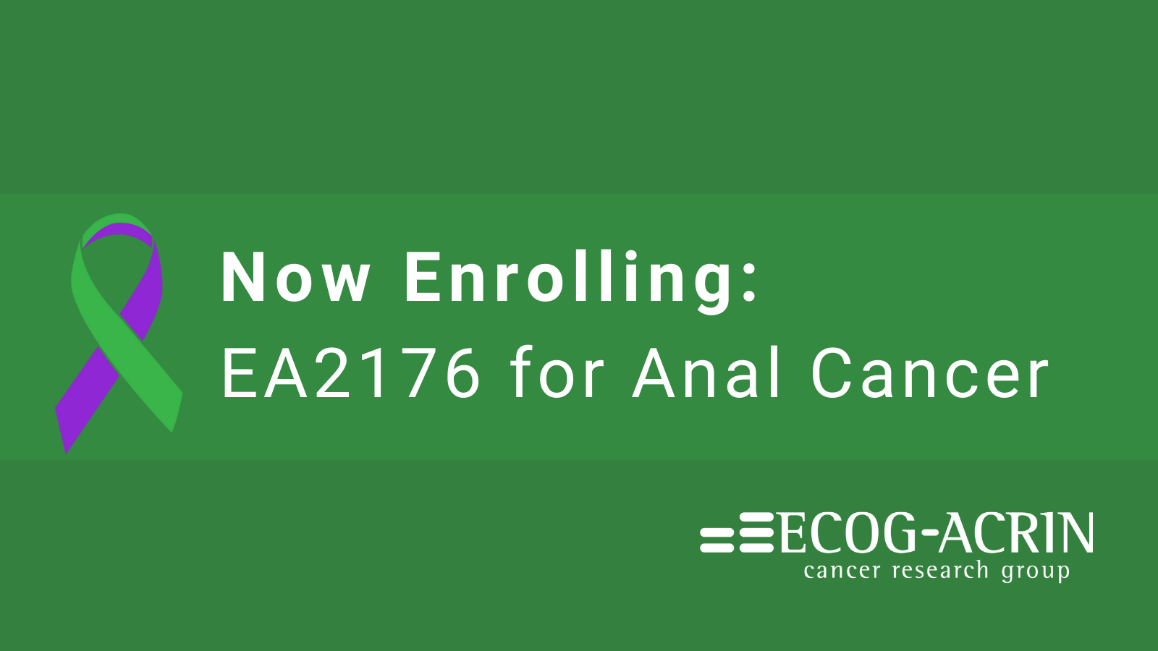 Now Enrolling:
EA2176 for Anal Cancer
ECOG-ACRIN
cancer research group